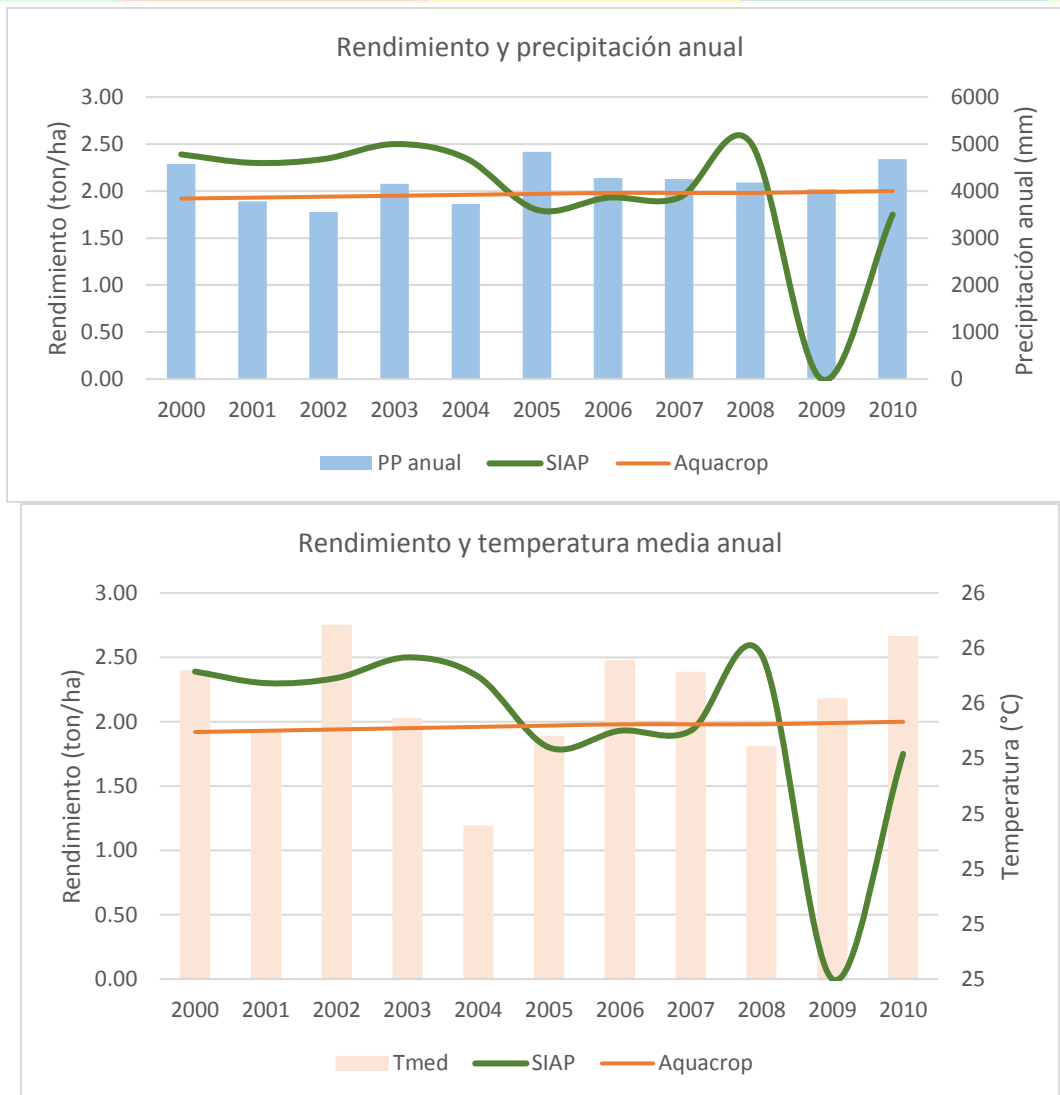 Rendimiento y precipitación anual
Rendimiento (ton/ha)
3.00
2.50
2.00
1.50
1.00
0.50
0.00
6000
5000
4000
3000
2000
1000
0
Precipitación anual (mm)
2000 2001 2002 2003 2004 2005 2006 2007 2008 2009 2010
PP anual SIAP Aquacrop
Rendimiento y temperatura media anual
Rendimiento (ton/ha)
3.00
2.50
2.00
1.50
1.00
0.50
0.00
26
26
26
25
25
25
25
25
Temperatura (°C)
2000 2001 2002 2003 2004 2005 2006 2007 2008 2009 2010
Tmed SIAP Aquacrop